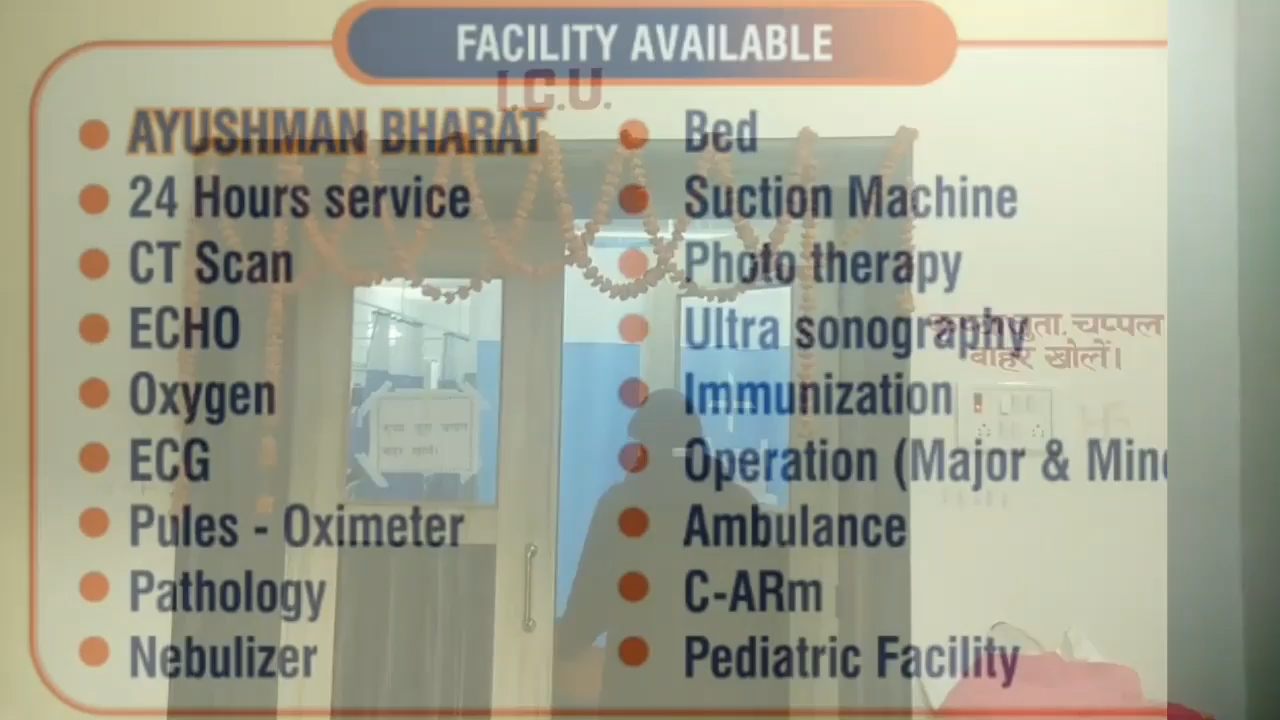 FACILITY AVAILABLE
I.C.U.
AYUSHMAN BHARAT
24 Hours service
CT Scan
ECHO
Oxygen
ECG
Pules - Oximeter
Pathology
Nebulizer
Bed
Suction Machine
Photo therapy
Ultra sonography
Immunization
Operation (Major &
Ambulance
C-ARm
Pediatric Facility
जुता. चप्पल
बाहर खोलें।